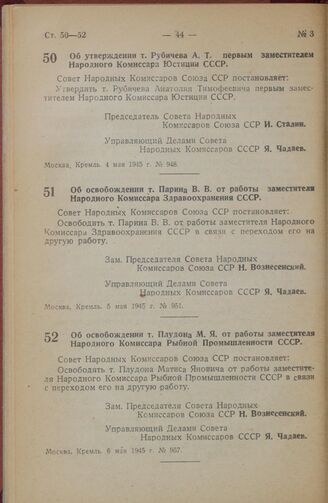 Ст. 50—52 — 44 — № 3
50 Об утверждении т. Рубичева А. Т. первым заместителем
Народного Комиссара Юстиции СССР.
Совет Народных Комиссаров Союза ССР постановляет:
Утвердить т. Рубичева Анатолия Тимофеевича первым замес-
тителем Народного Комиссара Юстиции СССР.
Председатель Совета Народных
Комиссаров Союза ССР И. Сталин.
Управляющий Делами Совета
Народных Комиссаров СССР Я. Чадаев.
Москва, Кремль. 4 мая 1945 г. № 948.
51 Об освобождении т. Парина В. В. от работы заместителя
Народного Комиссара Здравоохранения СССР.
Совет Народных Комиссаров Союза ССР постановляет:
Освободить т. Парина В. В. от работы заместителя Народного
Комиссара Здравоохранения СССР в связи с переходом его на
другую работу.
Зам. Председателя Совета Народных
Комиссаров Союза ССР Н. Вознесенский.
Управляющий Делами Совета
Народных Комиссаров СССР Я. Чадаев.
Москва, Кремль. 5 мая 1945 г. № 951.
52 Об освобождении т. Плаудона М. Я. от работы заместителя
Народного Комиссара Рыбной Промышленности СССР.
Совет Народных Комиссаров Союза ССР постановляет:
Освободить т. Плаудона Матиса Яновича от работы заместите-
ля Народного Комиссара Рыбной Промышленности СССР в связи
с переходом его на другую работу.
Зам. Председателя Совета Народных
Комиссаров Союза ССР Н. Вознесенский.
Управляющий Делами Совета
Народных Комиссаров СССР Я. Чадаев.
Москва, Кремль. 6 мая 1945 г. № 957.